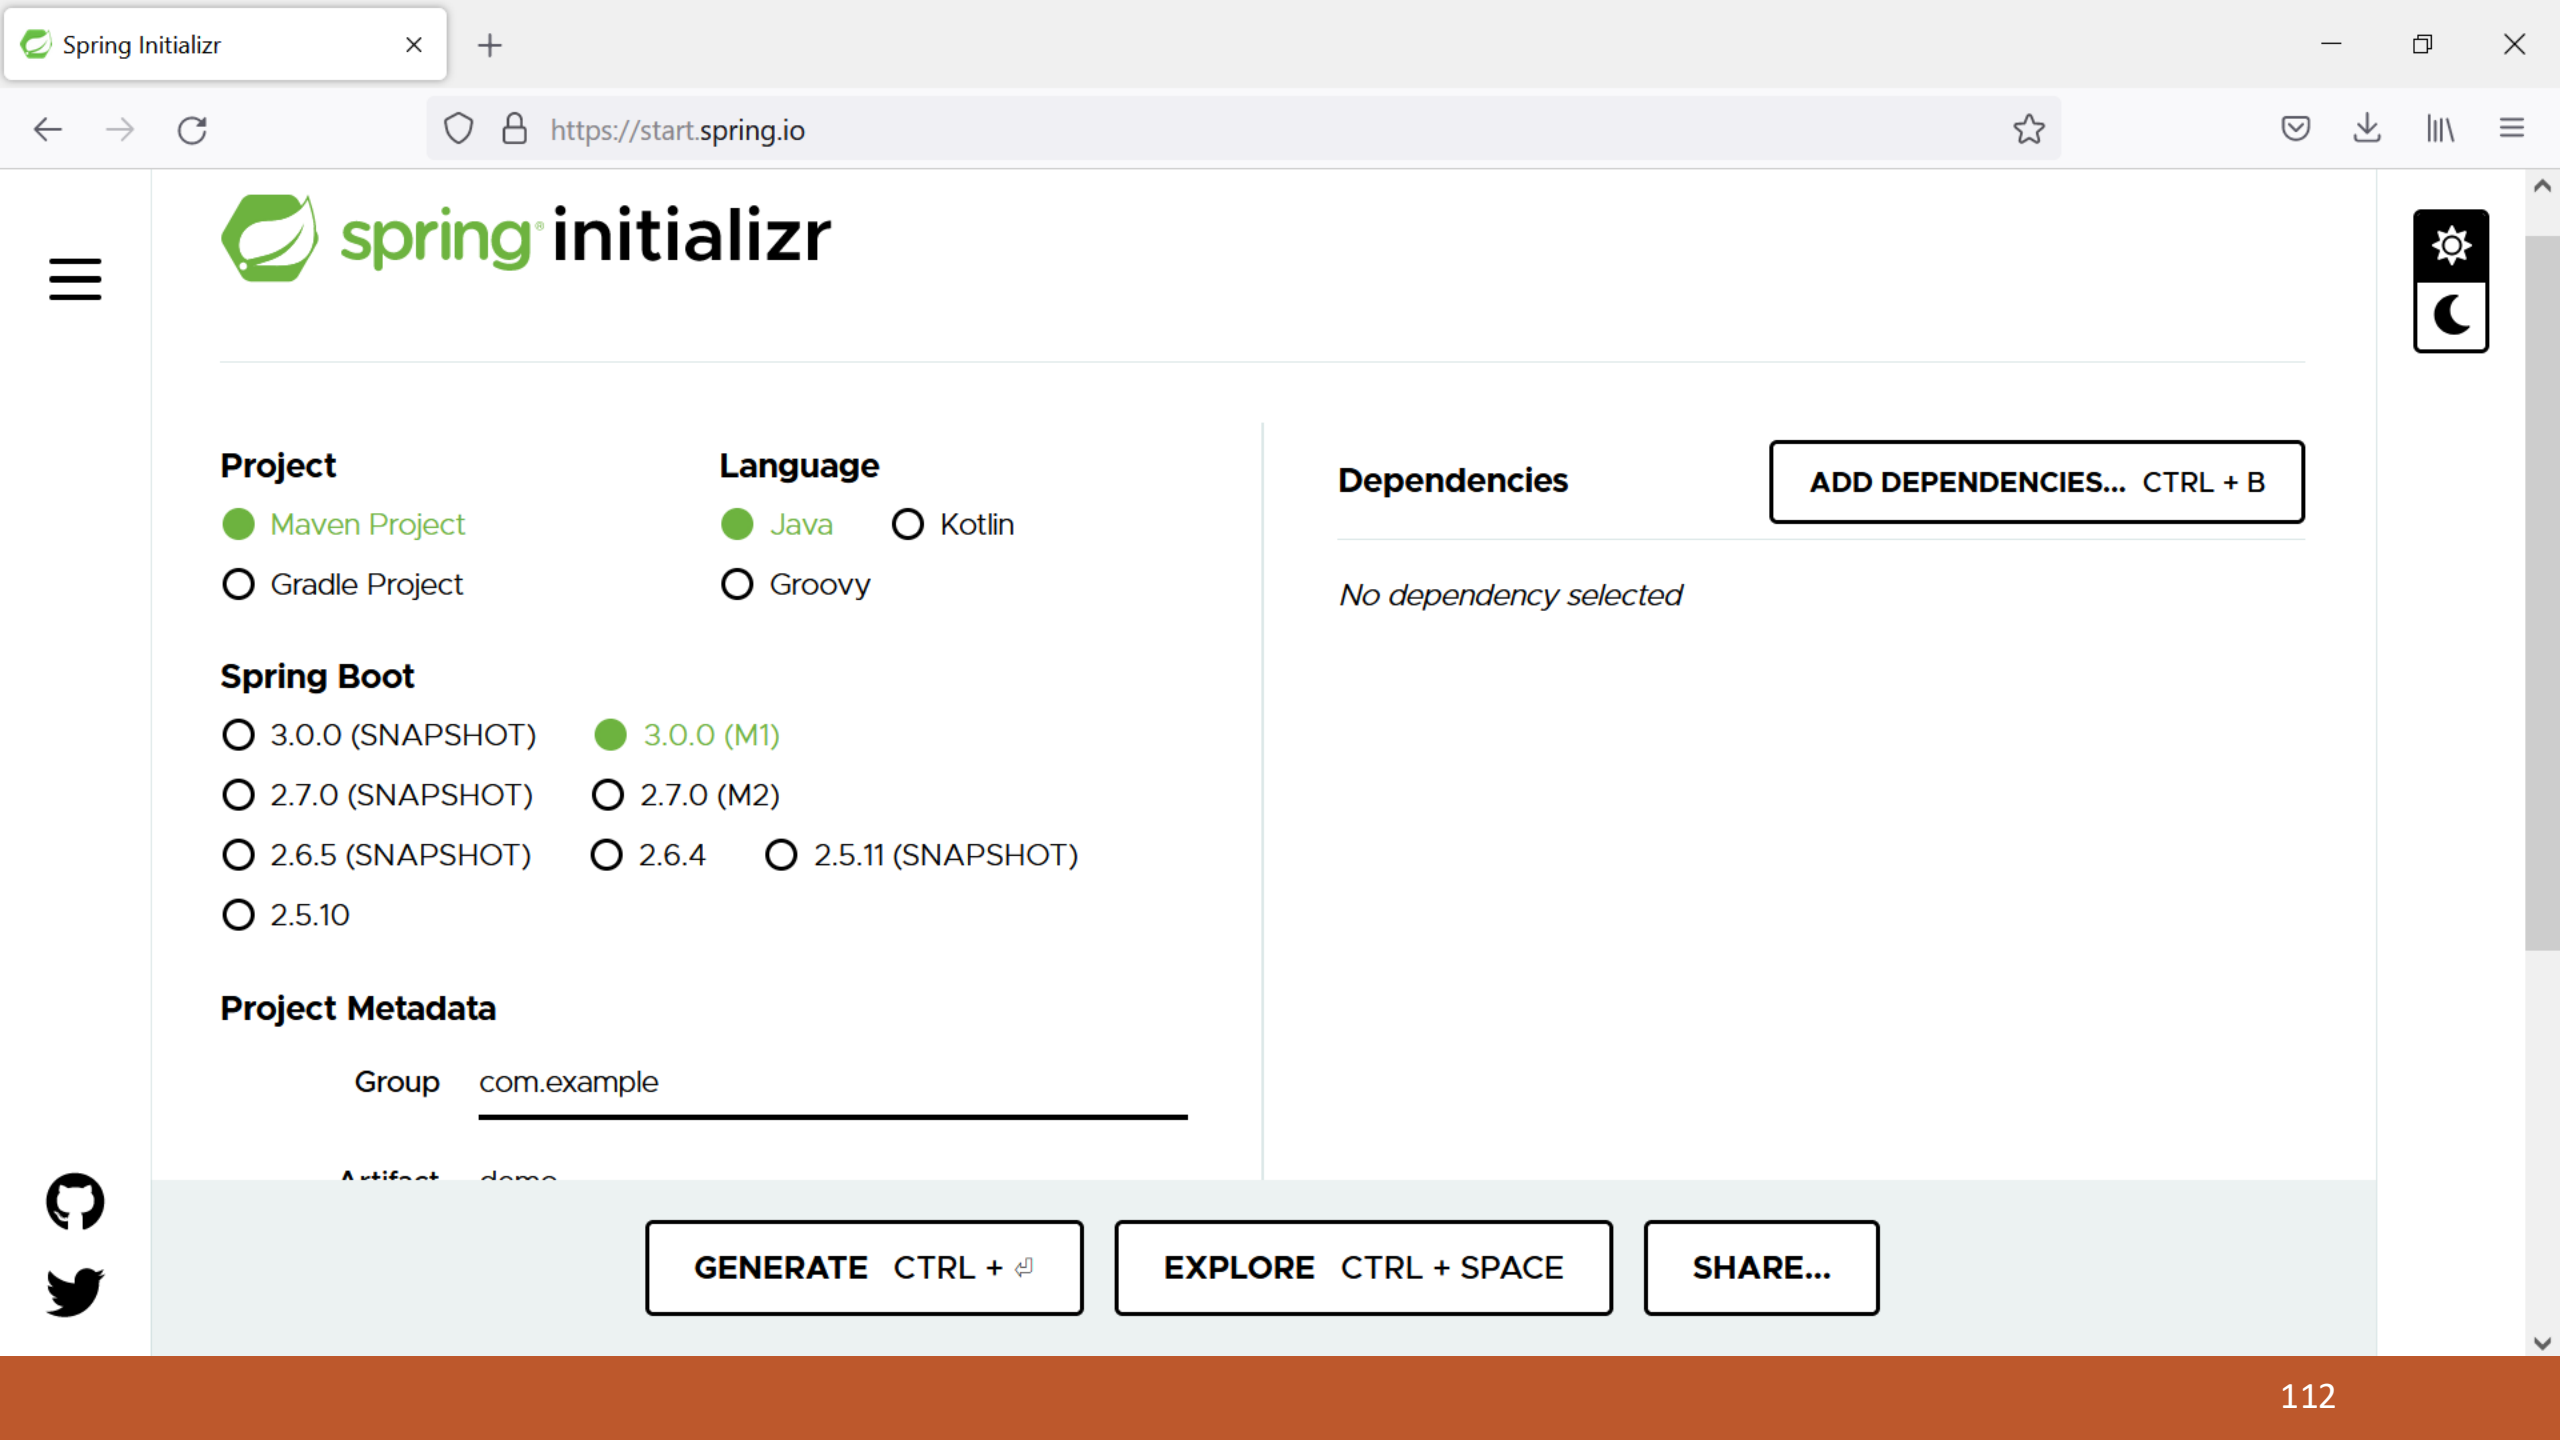 Spring Initializr
https://start.spring.io
spring initializr
Project
Maven Project
Gradle Project
Language
Java Kotlin
Groovy
Spring Boot
3.0.0 (SNAPSHOT) 3.0.0 (M1)
2.7.0 (SNAPSHOT) 2.7.0 (M2)
2.6.5 (SNAPSHOT) 2.6.4 2.5.11 (SNAPSHOT)
2.5.10
Project Metadata
Group com.example
Artifact demo
Dependencies
ADD DEPENDENCIES... CTRL + B
No dependency selected
GENERATE CTRL + ⏎
EXPLORE CTRL + SPACE
SHARE...
112